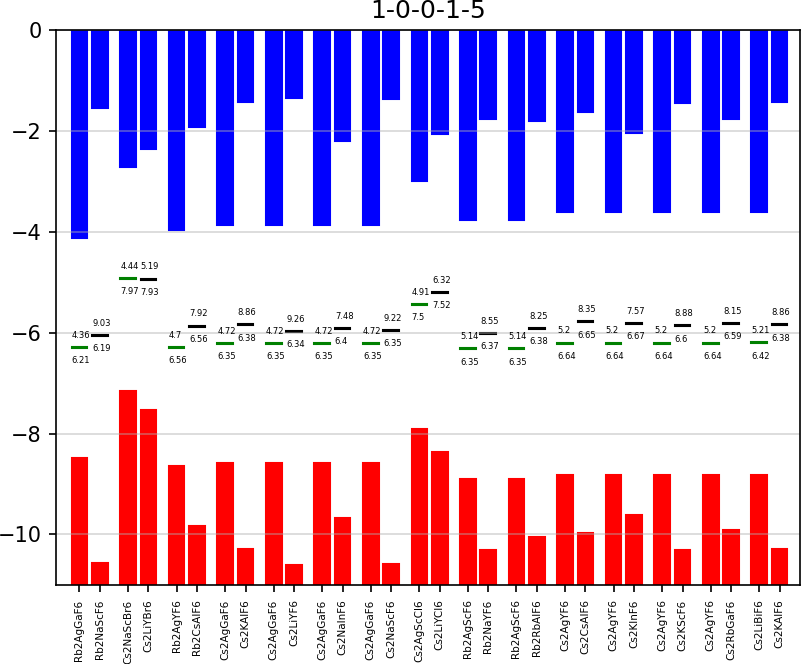 1-0-0-1-5
0
−2
−4
4.44 5.19
7.97 7.93
4.91 6.32
7.5 7.52
−6
4.36 9.03
6.21 6.19
4.7 7.92
6.56 6.56
4.72 8.86
6.35 6.38
4.72 9.26
6.35 6.34
4.72 7.48
6.35 6.4
4.72 9.22
6.35 6.35
5.14 8.55
6.35 6.37
5.14 8.25
6.35 6.38
5.2 8.35
6.64 6.65
5.2 7.57
6.64 6.67
5.2 8.88
6.64 6.6
5.2 8.15
6.64 6.59
5.21 8.86
6.42 6.38
−8
−10
Rb2AgGaF6
Rb2NaScF6
Cs2NaScBr6
Cs2LiYBr6
Rb2AgYF6
Rb2CsAlF6
Cs2AgGaF6
Cs2KAlF6
Cs2AgGaF6
Cs2LiYF6
Cs2AgGaF6
Cs2NaInF6
Cs2AgGaF6
Cs2NaScF6
Cs2AgScCl6
Cs2LiYCl6
Rb2AgScF6
Rb2NaYF6
Rb2AgScF6
Rb2RbAlF6
Cs2AgYF6
Cs2CsAlF6
Cs2AgYF6
Cs2KInF6
Cs2AgYF6
Cs2KScF6
Cs2AgYF6
Cs2RbGaF6
Cs2LiBiF6
Cs2KAlF6